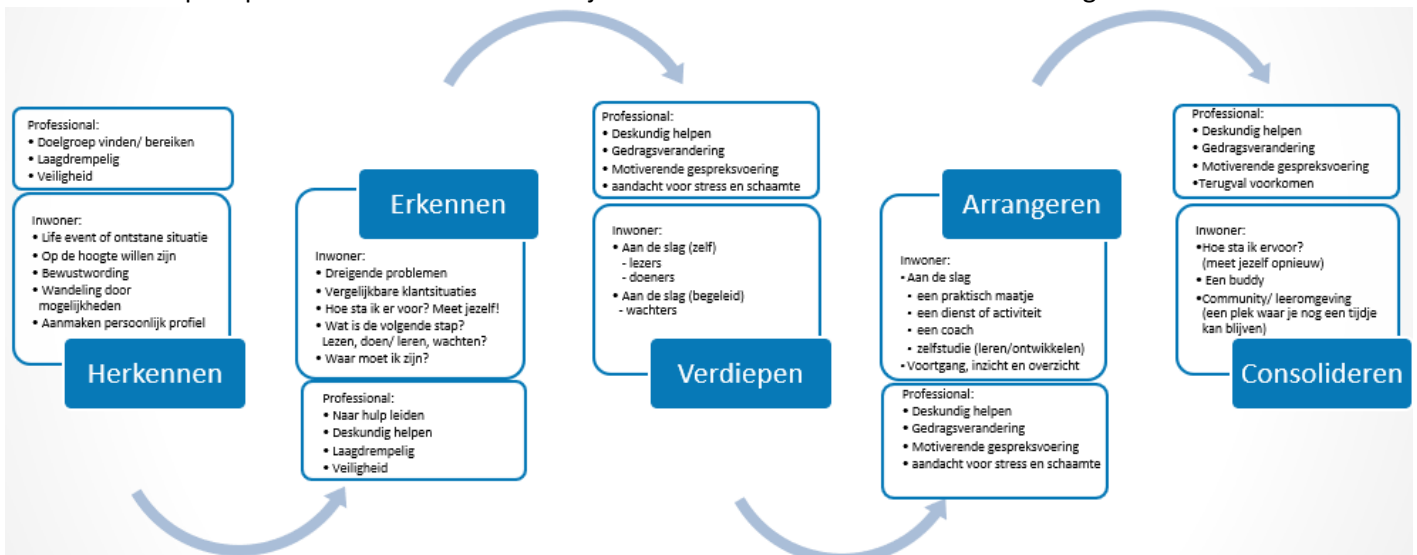 Professional:
• Doelgroep vinden/ bereiken
• Laagdrempelig
• Veiligheid
Inwoner:
• Life event of ontstane situatie
• Op de hoogte willen zijn
• Bewustwording
• Wandeling door
mogelijkheden
• Aanmaken persoonlijk profiel
Herkennen
Erkennen
Inwoner:
• Dreigende problemen
• Vergelijkbare klantsituaties
• Hoe sta ik er voor? Meet jezelf!
• Wat is de volgende stap?
Lezen, doen/ leren, wachten?
• Waar moet ik zijn?
Professional:
• Naar hulp leiden
• Deskundig helpen
• Laagdrempelig
• Veiligheid
Professional:
• Deskundig helpen
• Gedragsverandering
• Motiverende gespreksvoering
• aandacht voor stress en schaamte
Inwoner:
• Aan de slag (zelf)
- lezers
- doeners
• Aan de slag (begeleid)
- wachters
Verdiepen
Arrangeren
Inwoner:
• Aan de slag
• een praktisch maatje
• een dienst of activiteit
• een coach
• zelfstudie (leren/ontwikkelen)
• Voortgang, inzicht en overzicht
Professional:
• Deskundig helpen
• Gedragsverandering
• Motiverende gespreksvoering
• aandacht voor stress en schaamte
Professional:
• Deskundig helpen
• Gedragsverandering
• Motiverende gespreksvoering
•Terugval voorkomen
Inwoner:
•Hoe sta ik ervoor?
(meet jezelf opnieuw)
• Een buddy
•Community/ leeromgeving
(een plek waar je nog een tijdje
kan blijven)
Consolideren